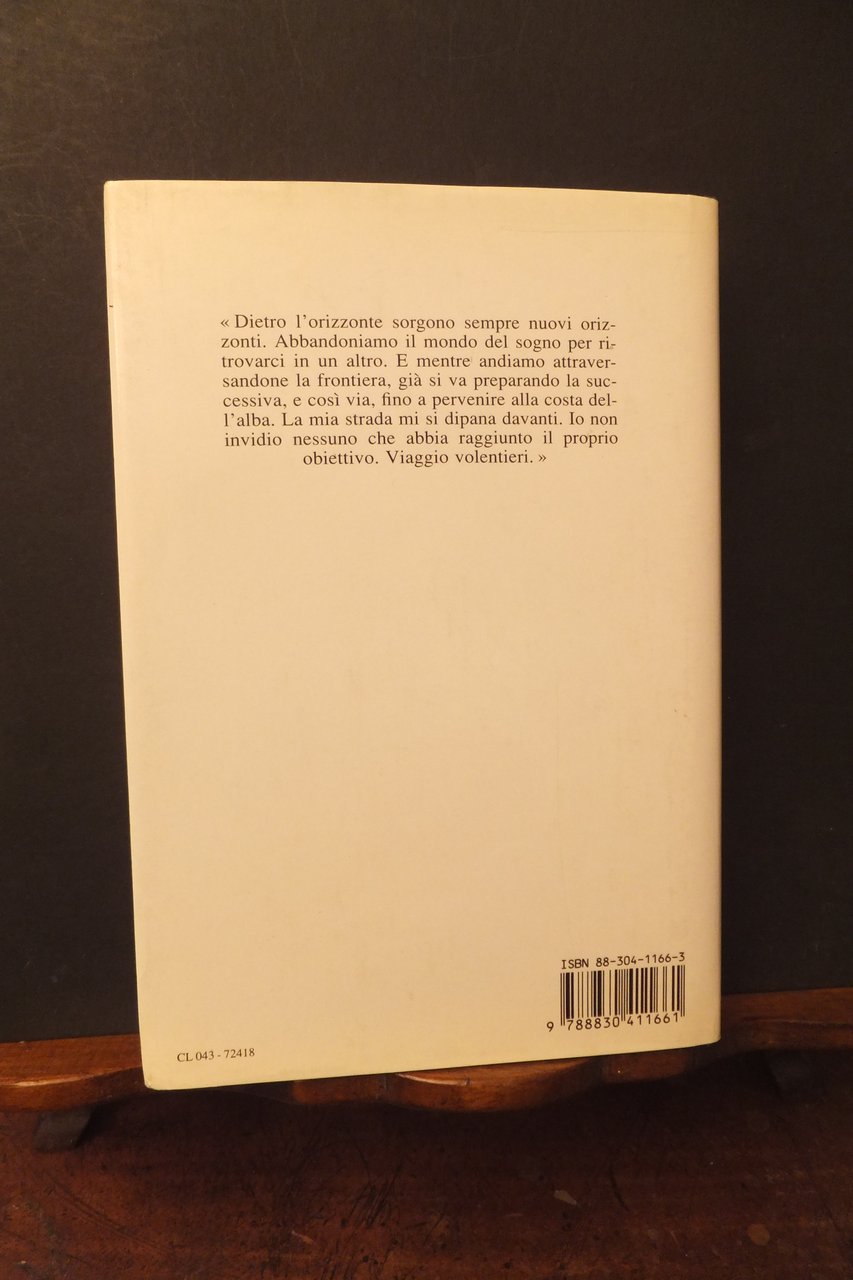 « Dietro l'orizzonte sorgono sempre nuovi oriz-
zonti. Abbandoniamo il mondo del sogno per ri-
trovarci in un altro. E mentre andiamo attraver-
sandone la frontiera, già si va preparando la suc-
cessiva, e così via, fino a pervenire alla costa del-
l'alba. La mia strada mi si dipana davanti. Io non
invidio nessuno che abbia raggiunto il proprio
obiettivo. Viaggio volentieri. »
ISBN 88-304-1166-3
9 788830 411661
CL 043 - 72418